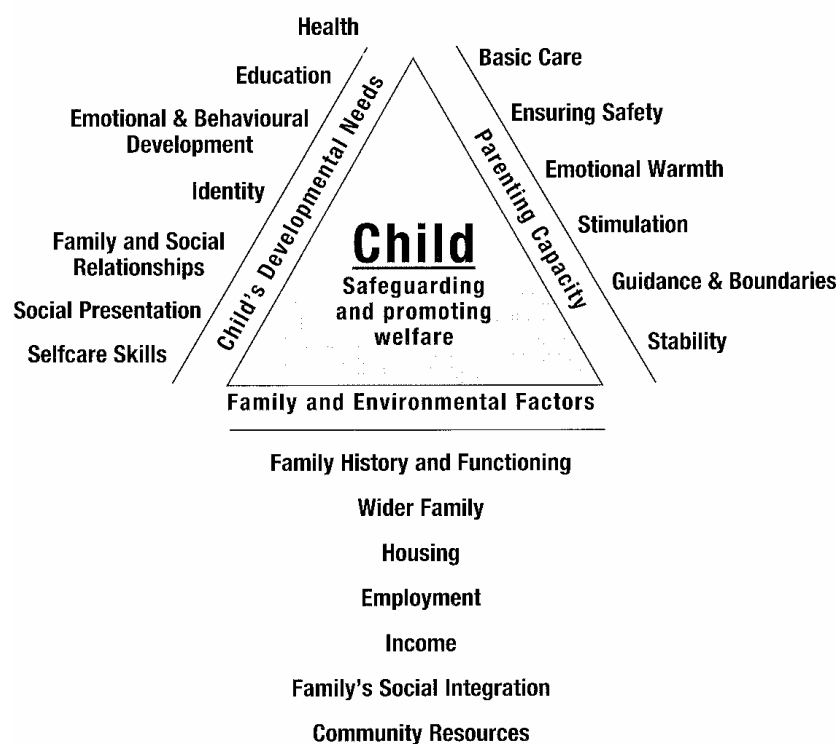 Health
Education
Emotional & Behavioural
Development
Identity
Family and Social
Relationships
Social Presentation
Selfcare Skills
Child's Developmental Needs
Child
Safeguarding
and promoting
welfare
Parenting Capacity
Basic Care
Ensuring Safety
Emotional Warmth
Stimulation
Guidance & Boundaries
Stability
Family and Environmental Factors
Family History and Functioning
Wider Family
Housing
Employment
Income
Family's Social Integration
Community Resources